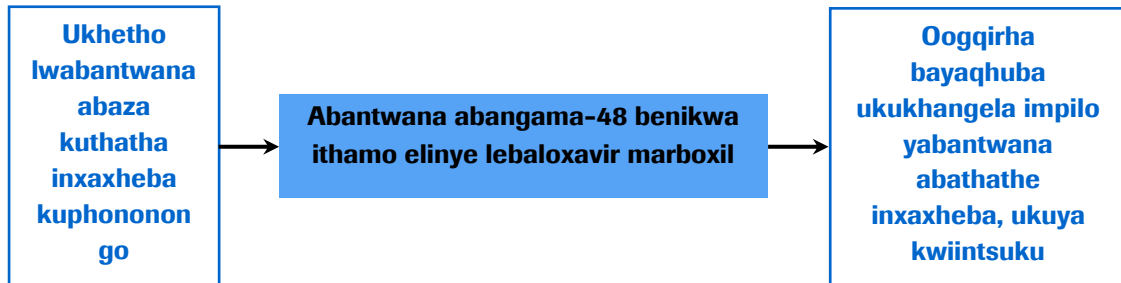 Ukhetho
lwabantwana
abaza
kuthatha
inxaxheba
kuphononon
go
Abantwana abangama-48 benikwa
ithamo elinye lebaloxavir marboxil
Oogqirha
bayaqhuba
ukukhangela impilo
yabantwana
abathathe
inxaxheba, ukuya
kwiintsuku